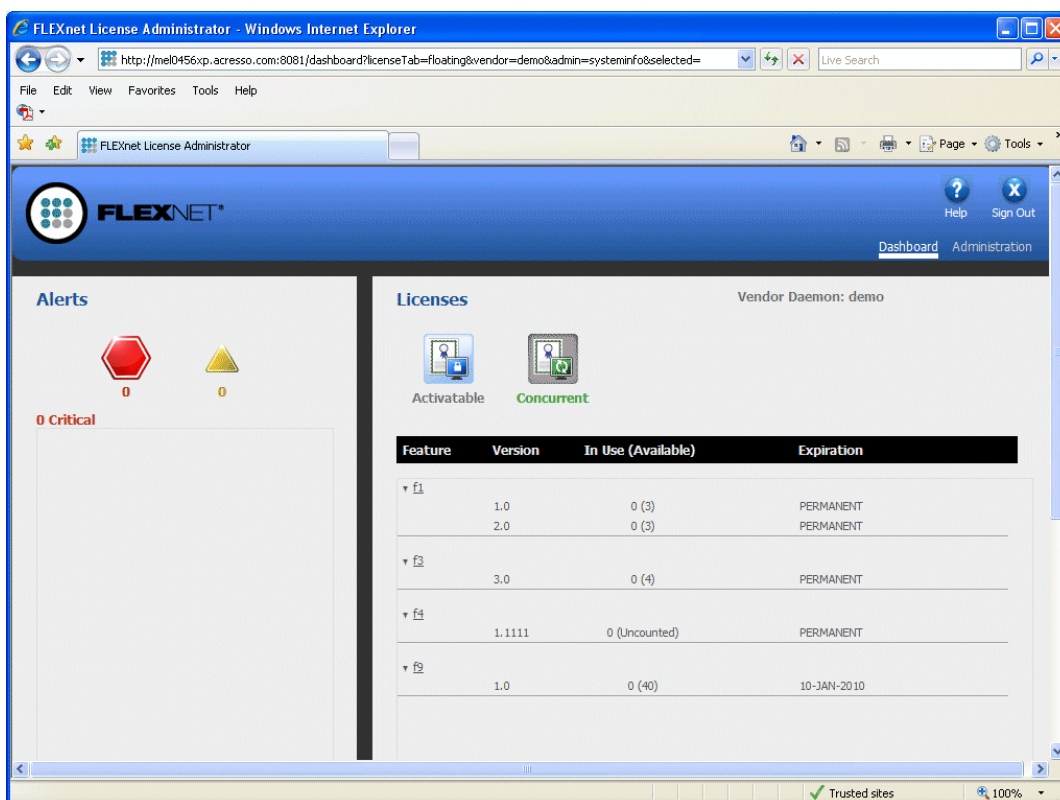 FLEXnet License Administrator - Windows Internet Explorer
http://mel0456xp.acresso.com:8081/dashboard?licenseTab=floating&vendor=demo&admin=systeminfo&selected=
Live Search
File Edit View Favorites Tools Help
FLEXnet License Administrator
Page Tools
FLEXNET
Help Sign Out
Dashboard Administration
Alerts
0 0
0 Critical
Licenses
Vendor Daemon: demo
Activatable Concurrent
Feature Version In Use (Available) Expiration
f1
1.0 0 (3) PERMANENT
2.0 0 (3) PERMANENT
f3
3.0 0 (4) PERMANENT
f4
1.1111 0 (Uncounted) PERMANENT
f9
1.0 0 (40) 10-JAN-2010
Trusted sites 100%